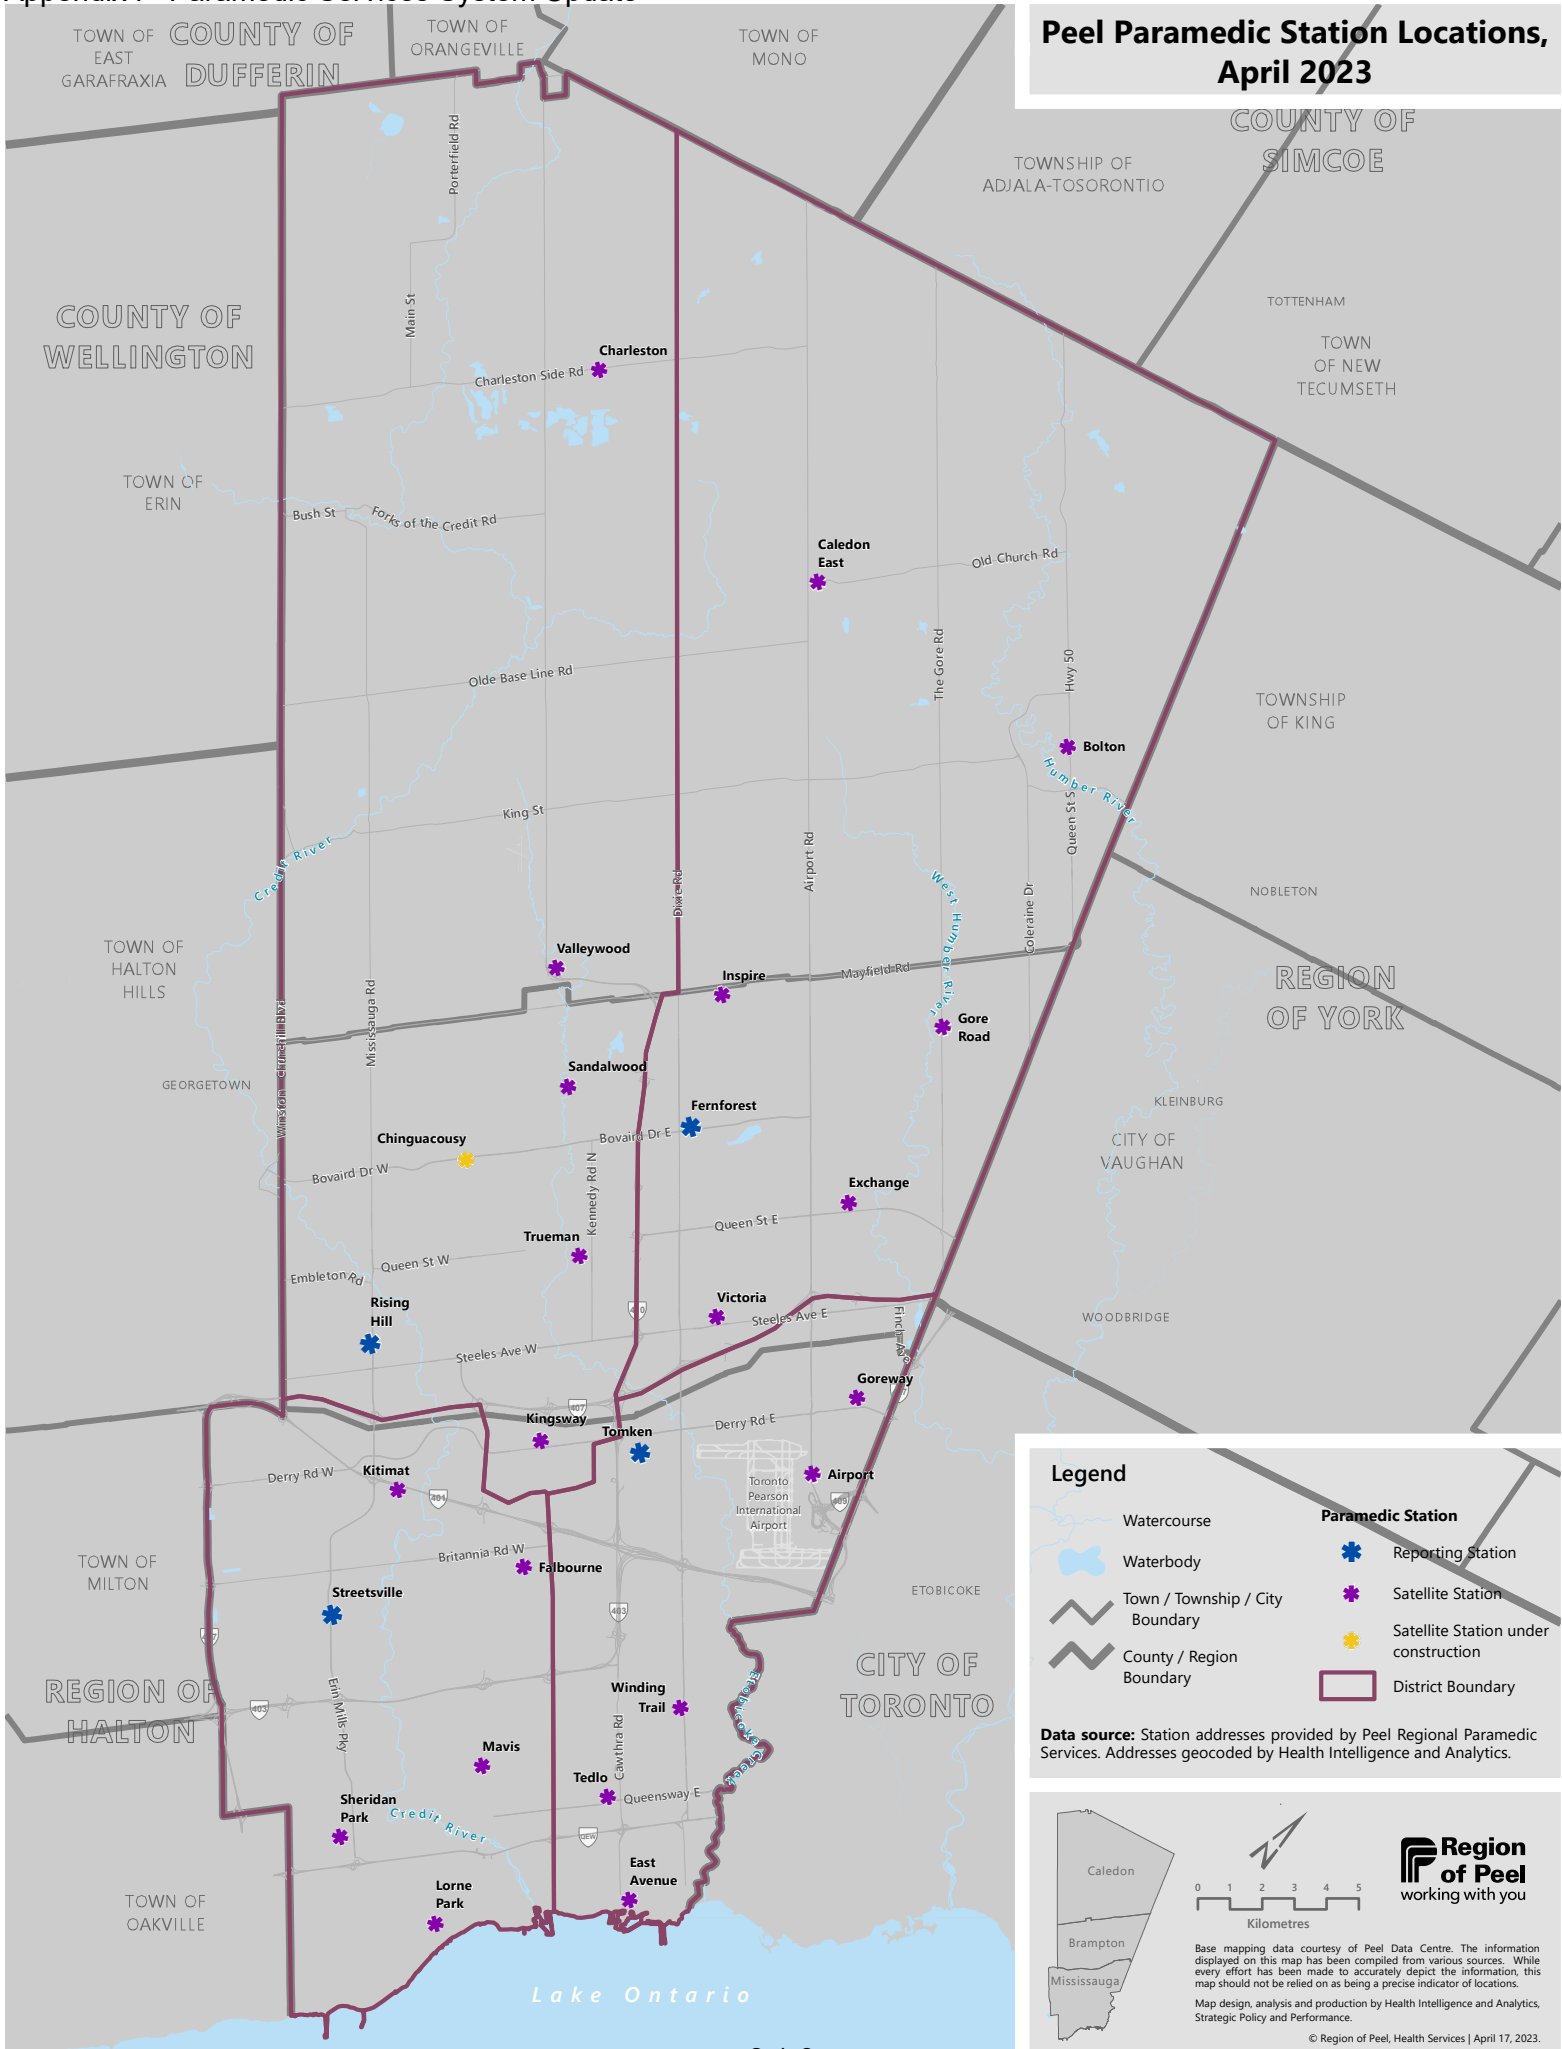 Peel Paramedic Station Locations,
April 2023
TOWN OF
EAST
GARAFRAXIA
COUNTY OF
DUFFERIN
TOWN OF
ORANGEVILLE
TOWN OF
MONO
COUNTY OF
SIMCOE
TOWNSHIP OF
ADJALA-TOSORONTIO
Porterfield Rd
TOTTENHAM
TOWN
OF NEW
TECUMSETH
COUNTY OF
WELLINGTON
Main St
Charleston
Charleston Side Rd
TOWN OF
ERIN
Bush St
Forks of the Credit Rd
Caledon
East
Old Church Rd
The Gore Rd
Hwy 50
Olde Base Line Rd
TOWNSHIP
OF KING
Bolton
Humber River
King St
Queen St S
Credit River
Airport Rd
Dixie Rd
West Humber River
Coleraine Dr
NOBLETON
TOWN OF
HALTON
HILLS
Valleywood
Inspire
Mayfield Rd
REGION
OF YORK
Winston Churchill Blvd
Mississauga Rd
Gore
Road
GEORGETOWN
Sandalwood
Fernforest
KLEINBURG
Chinguacousy
Bovaird Dr E
Bovaird Dr W
CITY OF
VAUGHAN
Kennedy Rd N
Exchange
Queen St E
Trueman
Queen St W
Embleton Rd
Rising
Hill
410
Victoria
Steeles Ave E
Finch Ave
WOODBRIDGE
Steeles Ave W
Goreway
407
Kingsway
Tomken
Derry Rd E
Kitimat
Derry Rd W
401
Airport
Toronto
Pearson
International
Airport
409
TOWN OF
MILTON
Britannia Rd W
Falbourne
Streetsville
403
ETOBICOKE
407
REGION OF
HALTON
403
Erin Mills Pky
Winding
Trail
Cawthra Rd
Etobicoke Creek
CITY OF
TORONTO
Mavis
Tedlo
Queensway E
Sheridan
Park
Credit River
QEW
East
Avenue
Lorne
Park
TOWN OF
OAKVILLE
Lake Ontario
Legend
Watercourse
Waterbody
Town / Township / City
Boundary
County / Region
Boundary
Paramedic Station
Reporting Station
Satellite Station
Satellite Station under
construction
District Boundary
Data source: Station addresses provided by Peel Regional Paramedic
Services. Addresses geocoded by Health Intelligence and Analytics.
Caledon
Brampton
Mississauga
0 1 2 3 4 5
Kilometres
Region
of Peel
working with you
Base mapping data courtesy of Peel Data Centre. The information
displayed on this map has been compiled from various sources. While
every effort has been made to accurately depict the information, this
map should not be relied on as being a precise indicator of locations.
Map design, analysis and production by Health Intelligence and Analytics,
Strategic Policy and Performance.
© Region of Peel, Health Services | April 17, 2023.